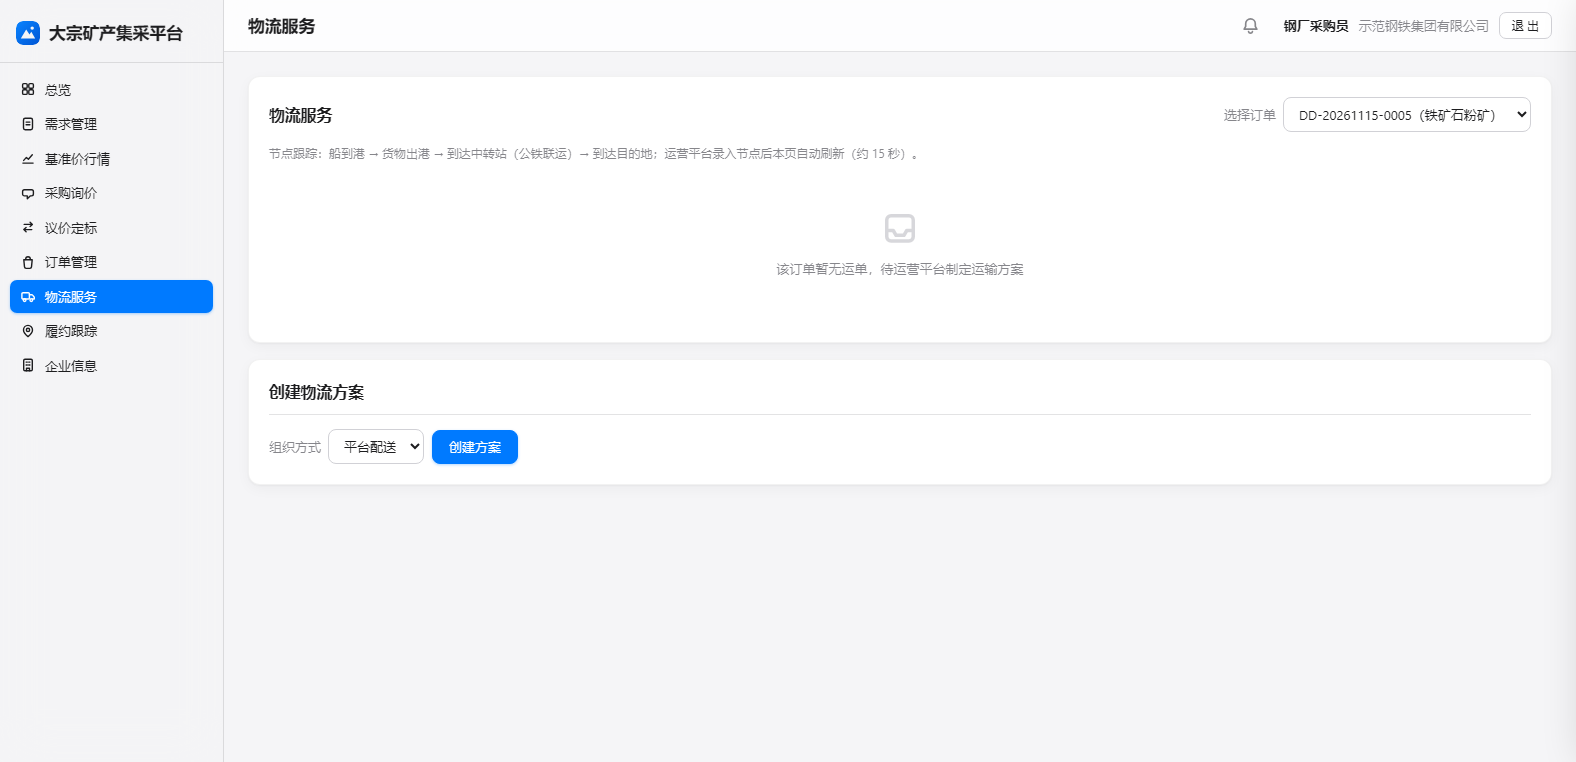 大宗矿产集采平台
总览
需求管理
基准价行情
采购询价
议价定标
订单管理
物流服务
履约跟踪
企业信息
物流服务
钢厂采购员 示范钢铁集团有限公司 退 出
物流服务
选择订单 DD-20261115-0005（铁矿石粉矿）
节点跟踪：船到港 → 货物出港 → 到达中转站（公铁联运）→ 到达目的地；运营平台录入节点后本页自动刷新（约 15 秒）。
该订单暂无运单，待运营平台制定运输方案
创建物流方案
组织方式 平台配送 创建方案